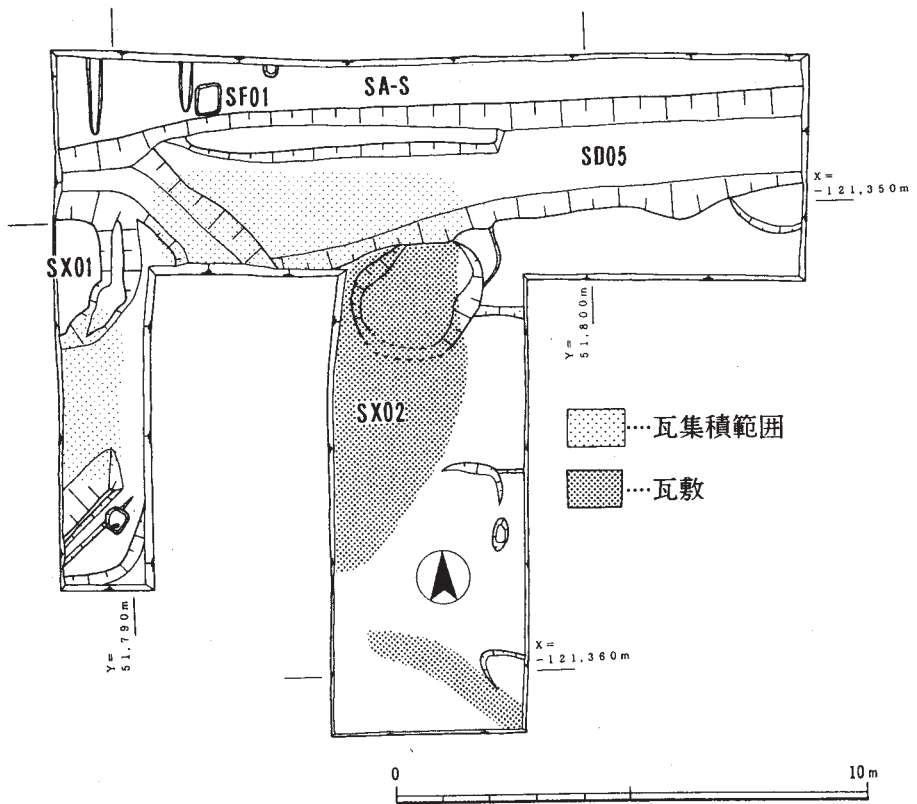 SF01
SA-S
SD05
X=
-121,350m
SX01
Y=
51,800m
SX02
····瓦集積範囲
····瓦敷
Y=
51,790m
X=
-121,360m
0
10m